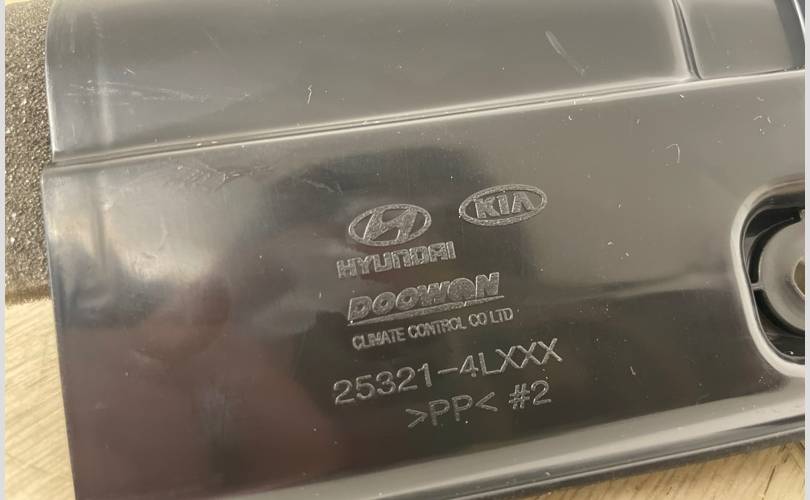 KIA
HYUNDAI
DOOWON
CLIMATE CONTROL CO LTD
25321-4LXXX
>PP< #2